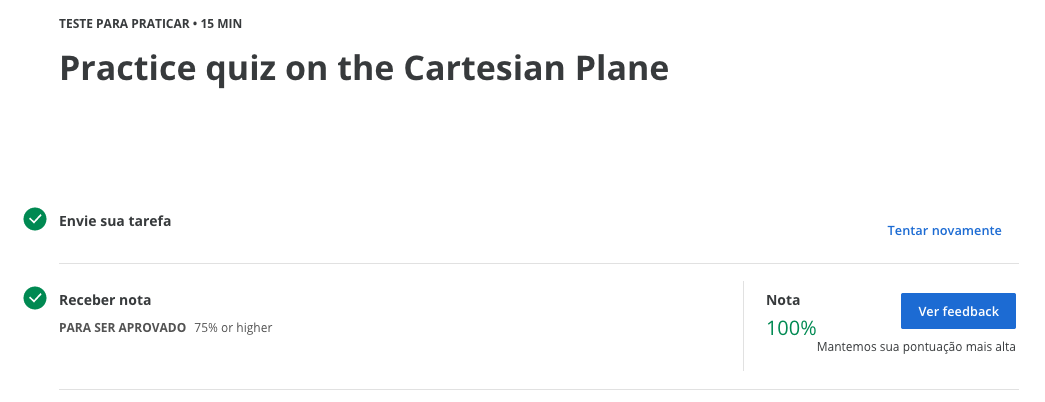 TESTE PARA PRATICAR • 15 MIN
Practice quiz on the Cartesian Plane
Envie sua tarefa
Tentar novamente
Receber nota
PARA SER APROVADO 75% or higher
Nota
100%
Ver feedback
Mantemos sua pontuação mais alta